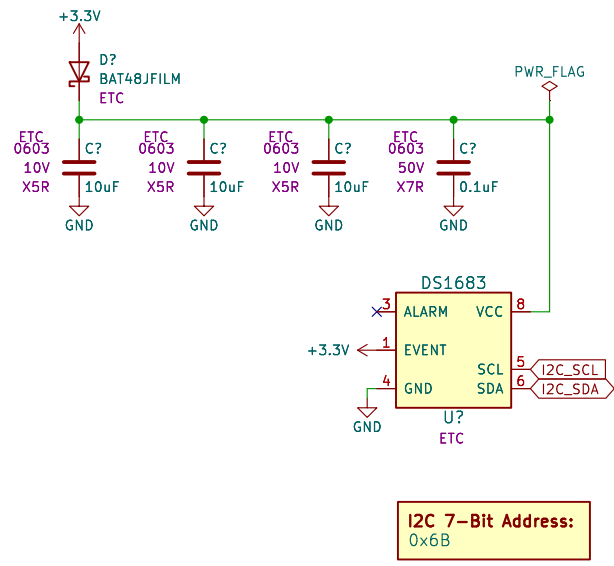 +3.3V
D?
BAT48JFILM
ETC
PWR_FLAG
ETC
0603
10V
X5R
C?
10uF
GND
ETC
0603
10V
X5R
C?
10uF
GND
ETC
0603
10V
X5R
C?
10uF
GND
ETC
0603
50V
X7R
C?
0.1uF
GND
DS1683
3 ALARM VCC 8
+3.3V 1 EVENT
SCL 5 I2C_SCL
4 GND SDA 6 I2C_SDA
GND
U?
ETC
I2C 7-Bit Address:
0x6B